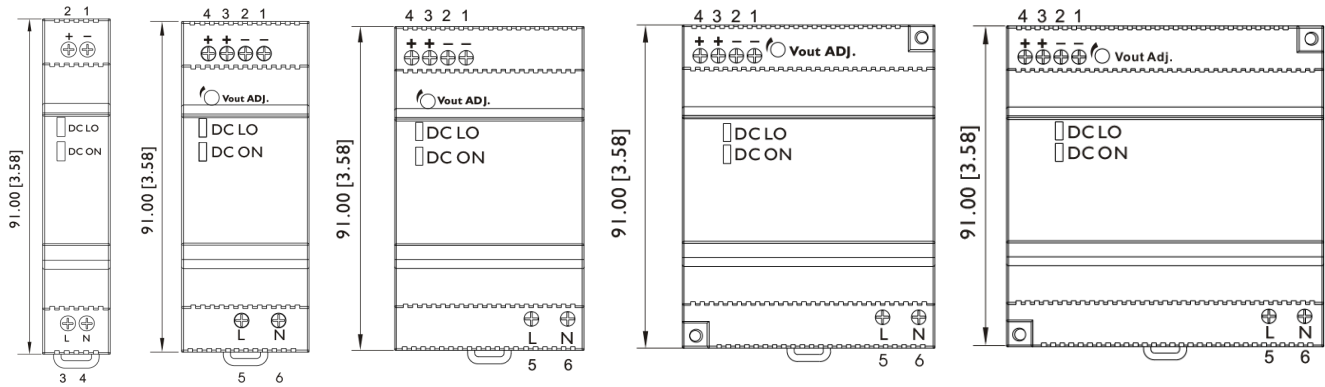 2 1
+ −
DC LO
DC ON
91.00 [3.58]
L N
3 4
4 3 2 1
+ + − −
Vout ADJ.
DC LO
DC ON
91.00 [3.58]
L N
5 6
4 3 2 1
+ + − −
Vout ADJ.
DC LO
DC ON
91.00 [3.58]
L N
5 6
4 3 2 1
+ + − −
Vout ADJ.
DC LO
DC ON
91.00 [3.58]
L N
5 6
4 3 2 1
+ + − −
Vout Adj.
DC LO
DC ON
91.00 [3.58]
L N
5 6